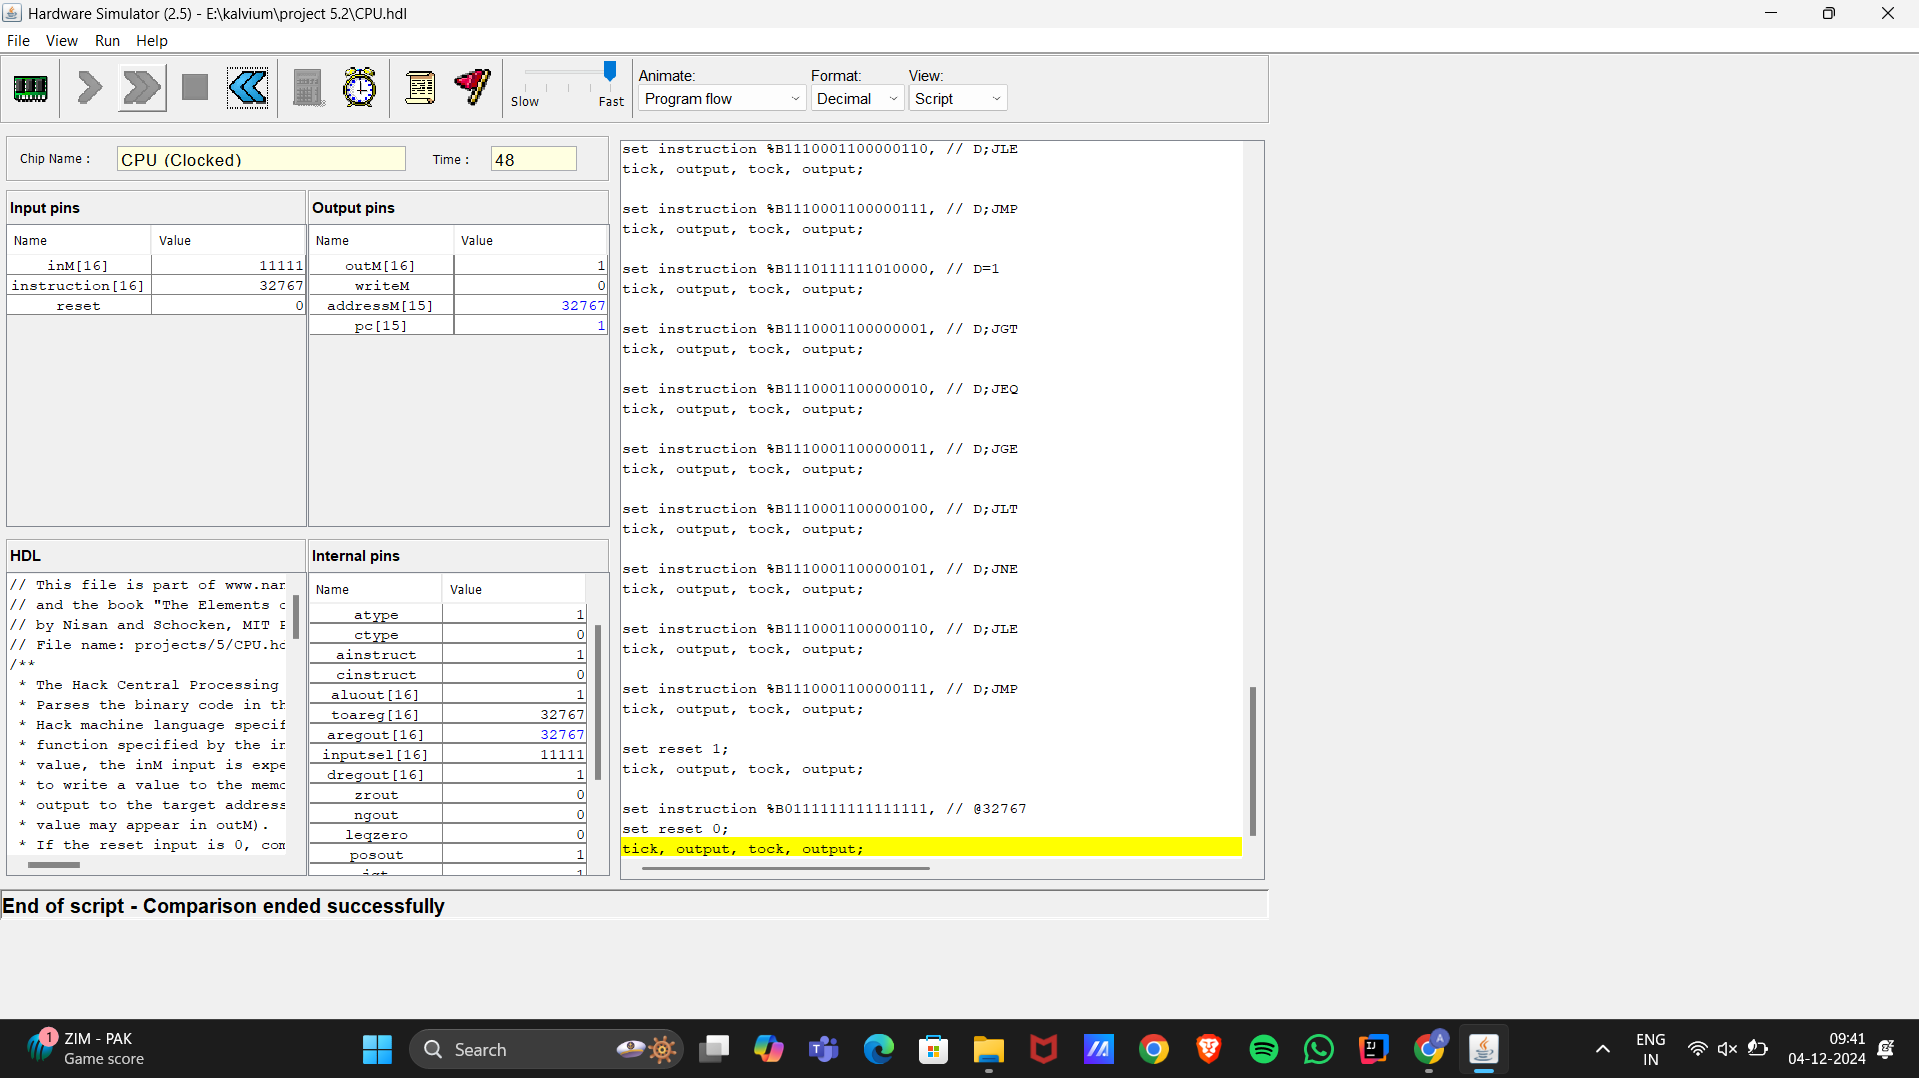 Hardware Simulator (2.5) - E:\kalvium\project 5.2\CPU.hdl
File View Run Help
Slow Fast
Animate: Format: View:
Program flow Decimal Script
Chip Name : CPU (Clocked) Time : 48
Input pins
Name Value
inM[16] 11111
instruction[16] 32767
reset 0
Output pins
Name Value
outM[16] 1
writeM 0
addressM[15] 32767
pc[15] 1
HDL
// This file is part of www.nan
// and the book "The Elements o
// by Nisan and Schocken, MIT P
// File name: projects/5/CPU.hd
/**
* The Hack Central Processing
* Parses the binary code in th
* Hack machine language specif
* function specified by the in
* value, the inM input is expe
* to write a value to the memo
* output to the target address
* value may appear in outM).
* If the reset input is 0, com
Internal pins
Name Value
atype 1
ctype 0
ainstruct 1
cinstruct 0
aluout[16] 1
toareg[16] 32767
aregout[16] 32767
inputsel[16] 11111
dregout[16] 1
zrout 0
ngout 0
leqzero 0
posout 1
jgt 1
set instruction %B1110001100000110, // D;JLE
tick, output, tock, output;
set instruction %B1110001100000111, // D;JMP
tick, output, tock, output;
set instruction %B1110111111010000, // D=1
tick, output, tock, output;
set instruction %B1110001100000001, // D;JGT
tick, output, tock, output;
set instruction %B1110001100000010, // D;JEQ
tick, output, tock, output;
set instruction %B1110001100000011, // D;JGE
tick, output, tock, output;
set instruction %B1110001100000100, // D;JLT
tick, output, tock, output;
set instruction %B1110001100000101, // D;JNE
tick, output, tock, output;
set instruction %B1110001100000110, // D;JLE
tick, output, tock, output;
set instruction %B1110001100000111, // D;JMP
tick, output, tock, output;
set reset 1;
tick, output, tock, output;
set instruction %B0111111111111111, // @32767
set reset 0;
tick, output, tock, output;
End of script - Comparison ended successfully
1
ZIM - PAK
Game score
Search
A
ENG
IN
09:41
04-12-2024